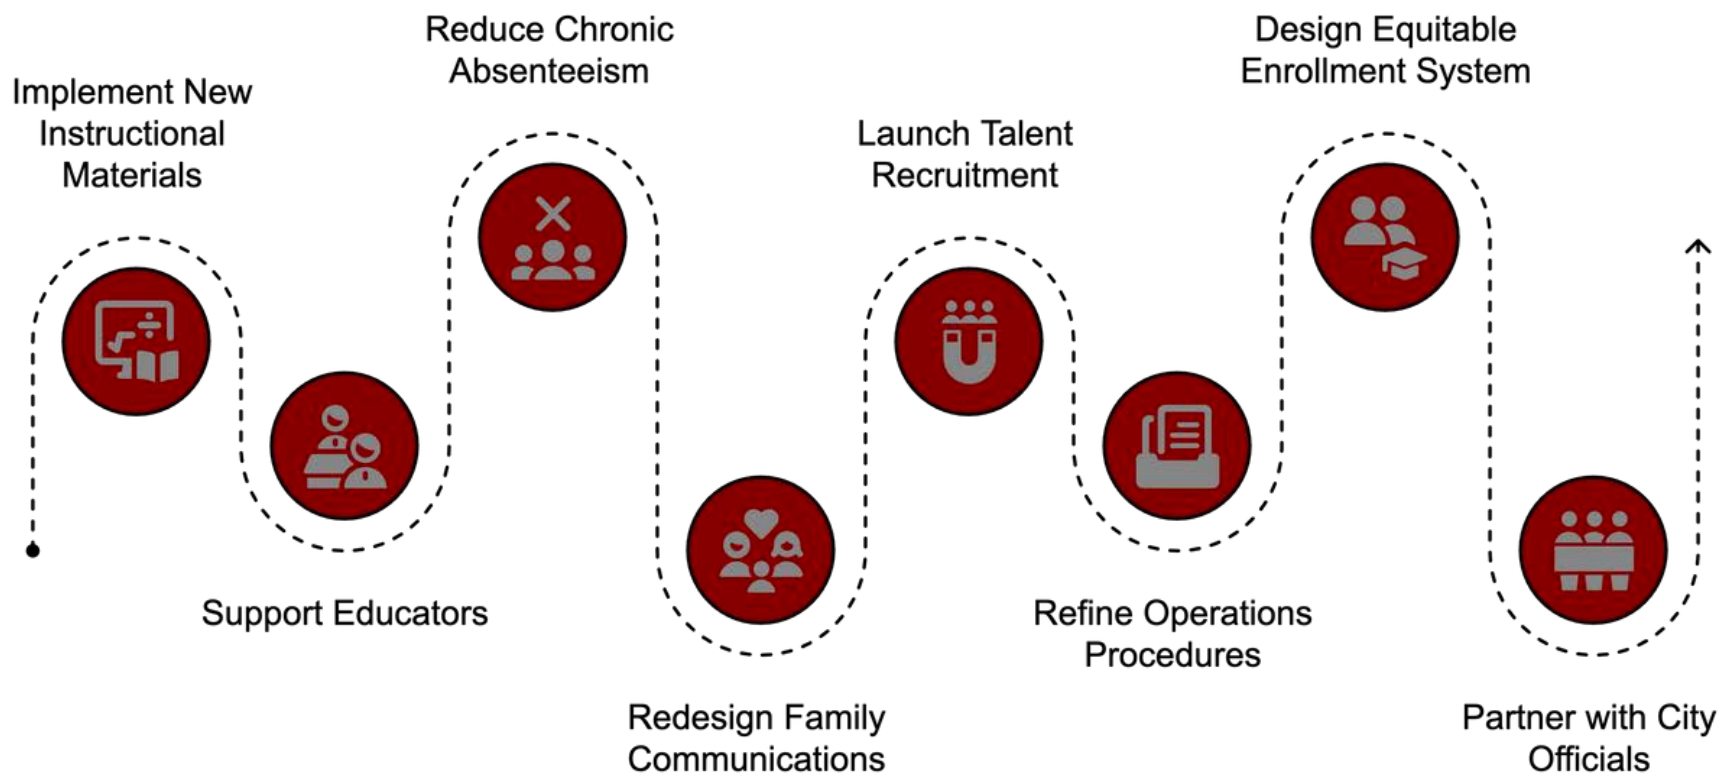 Implement New
Instructional
Materials
Support Educators
Reduce Chronic
Absenteeism
Redesign Family
Communications
Launch Talent
Recruitment
Refine Operations
Procedures
Design Equitable
Enrollment System
Partner with City
Officials